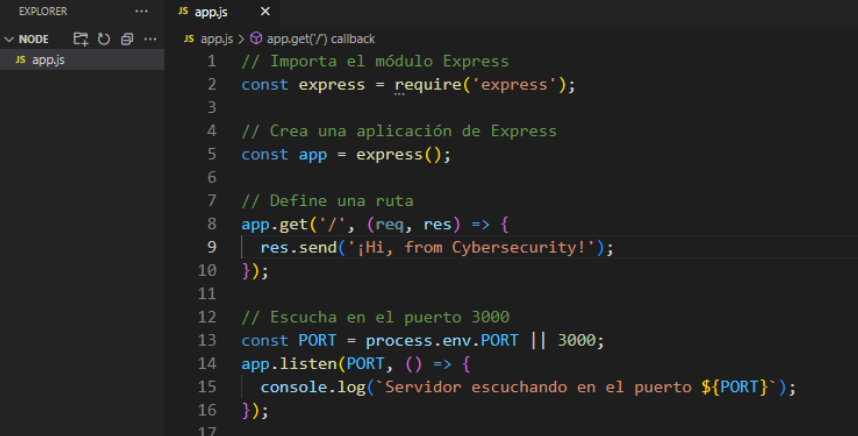 EXPLORER ...
NODE ...
JS app.js
JS app.js X
JS app.js > app.get('/') callback
1 // Importa el módulo Express
2 const express = require('express');
3
4 // Crea una aplicación de Express
5 const app = express();
6
7 // Define una ruta
8 app.get('/', (req, res) => {
9 res.send('¡Hi, from Cybersecurity!');
10 });
11
12 // Escucha en el puerto 3000
13 const PORT = process.env.PORT || 3000;
14 app.listen(PORT, () => {
15 console.log(`Servidor escuchando en el puerto ${PORT}`);
16 });
17